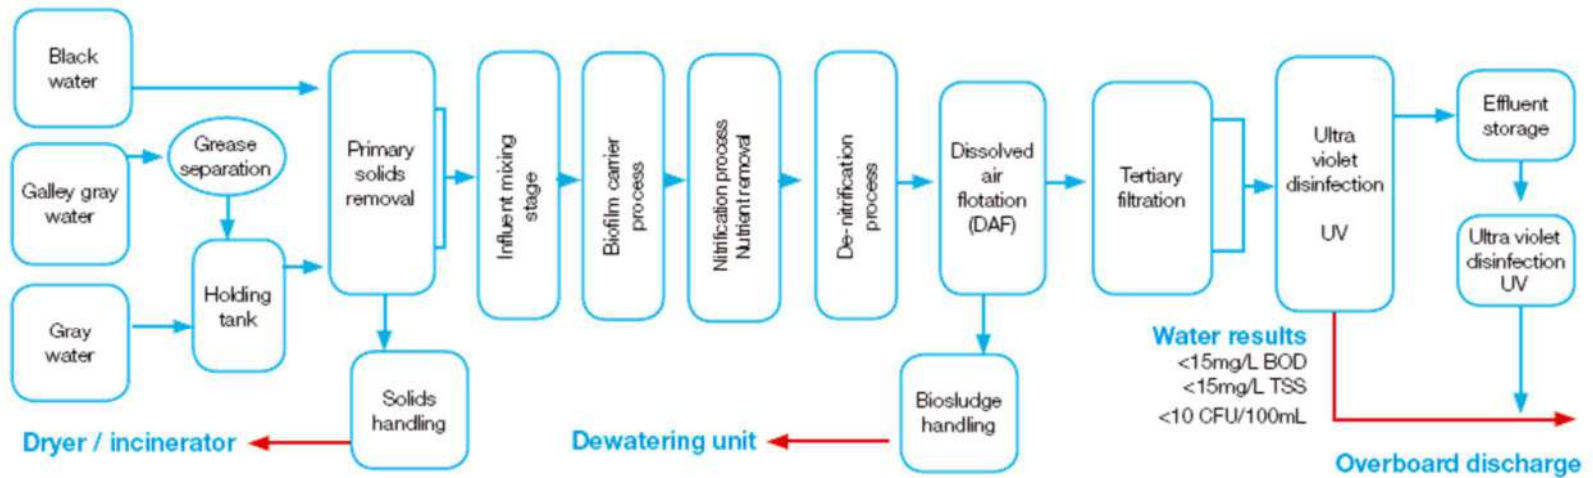 Black
water
Galley gray
water
Gray
water
Grease
separation
Holding
tank
Primary
solids
removal
Solids
handling
Dryer / incinerator
Influent mixing
stage
Biofilm carrier
process
Nitrification process
Nutrient removal
De-nitrification
process
Dissolved
air
flotation
(DAF)
Biosludge
handling
Dewatering unit
Tertiary
filtration
Ultra
violet
disinfection
UV
Water results
<15mg/L BOD
<15mg/L TSS
<10 CFU/100mL
Effluent
storage
Ultra violet
disinfection
UV
Overboard discharge